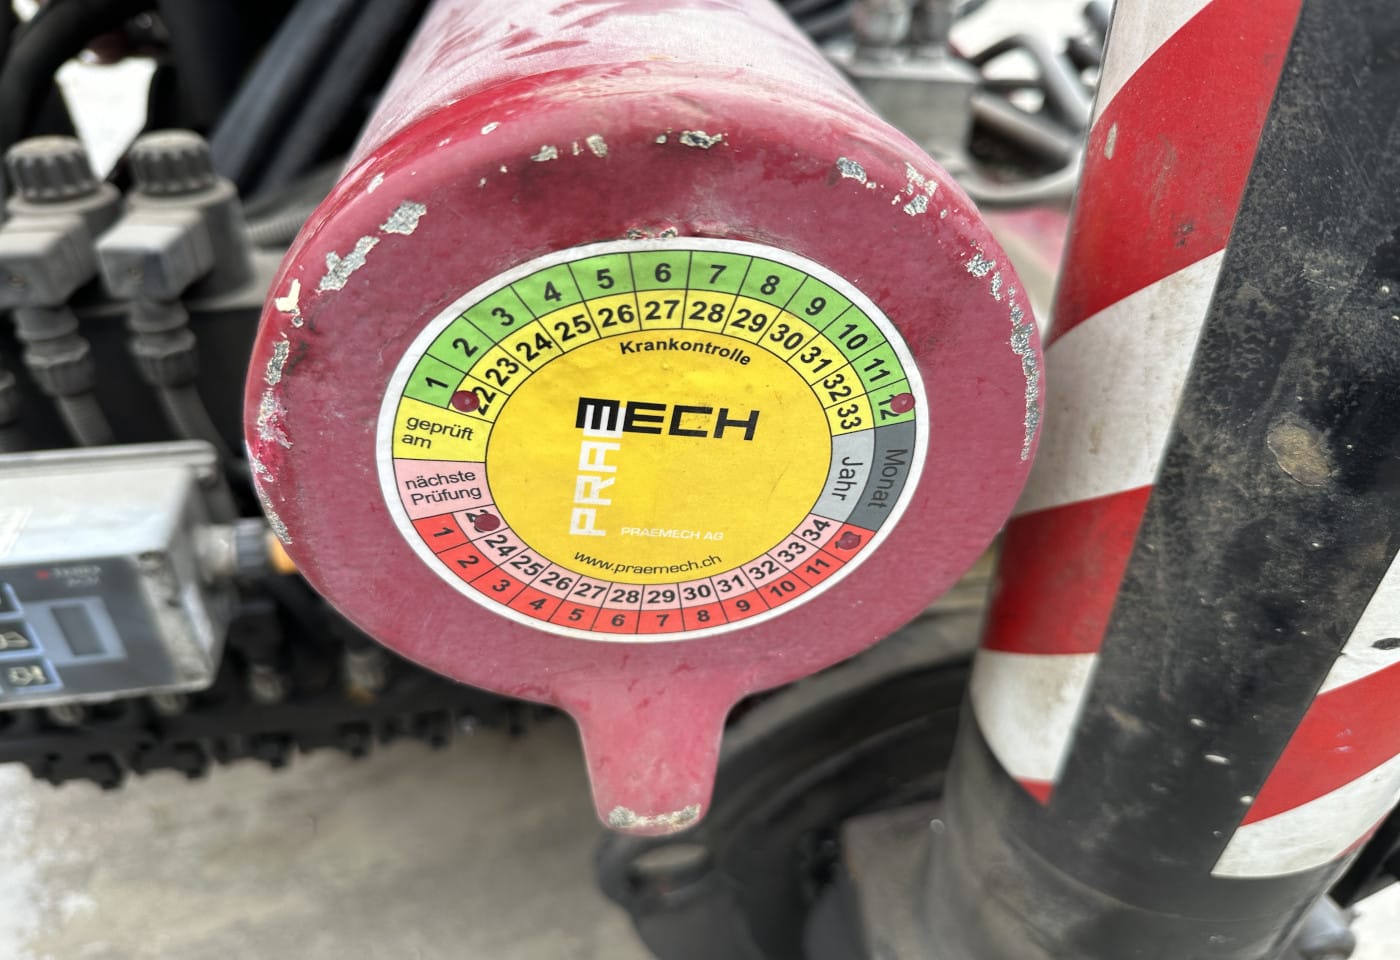 1 2 3 4 5 6 7 8 9 10 11 12
22 23 24 25 26 27 28 29 30 31 32 33
Krankontrolle
MECH
PRAE
geprüft
am
nächste
Prüfung
Jahr
Monat
PRAEMECH AG
www.praemech.ch
24 25 26 27 28 29 30 31 32 33 34
1 2 3 4 5 6 7 8 9 10 11